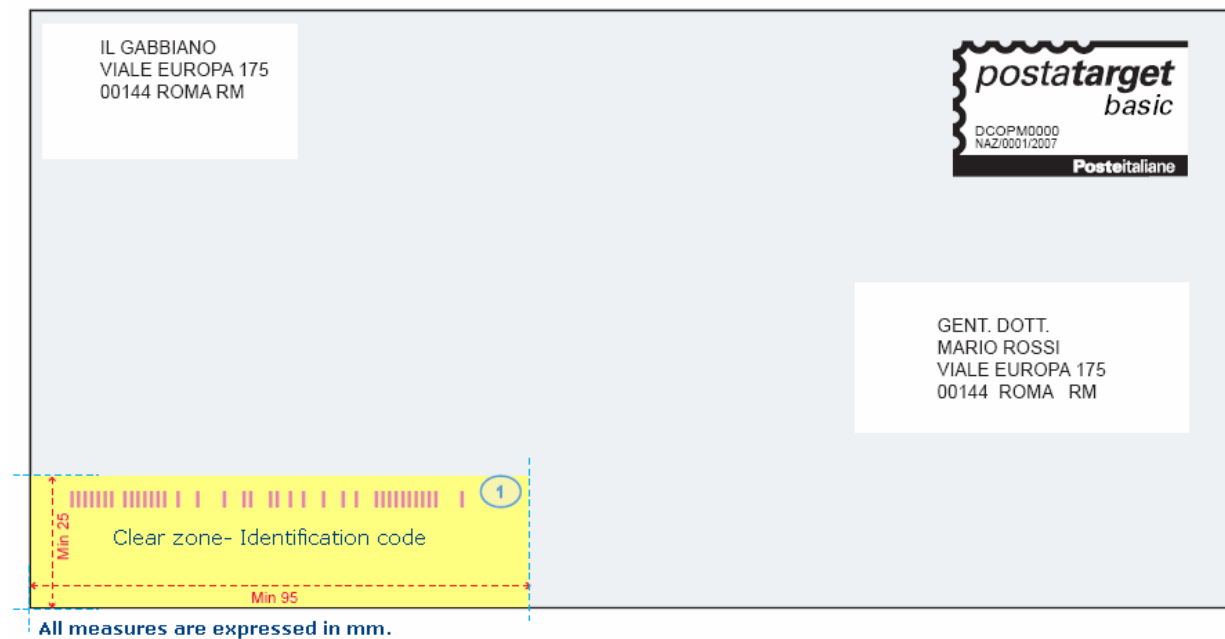 IL GABBIANO
VIALE EUROPA 175
00144 ROMA RM
postatarget
basic
DCOPM0000
NAZ/0001/2007
Posteitaliane
GENT. DOTT.
MARIO ROSSI
VIALE EUROPA 175
00144 ROMA RM
1
Min 25
Clear zone- Identification code
Min 95
All measures are expressed in mm.